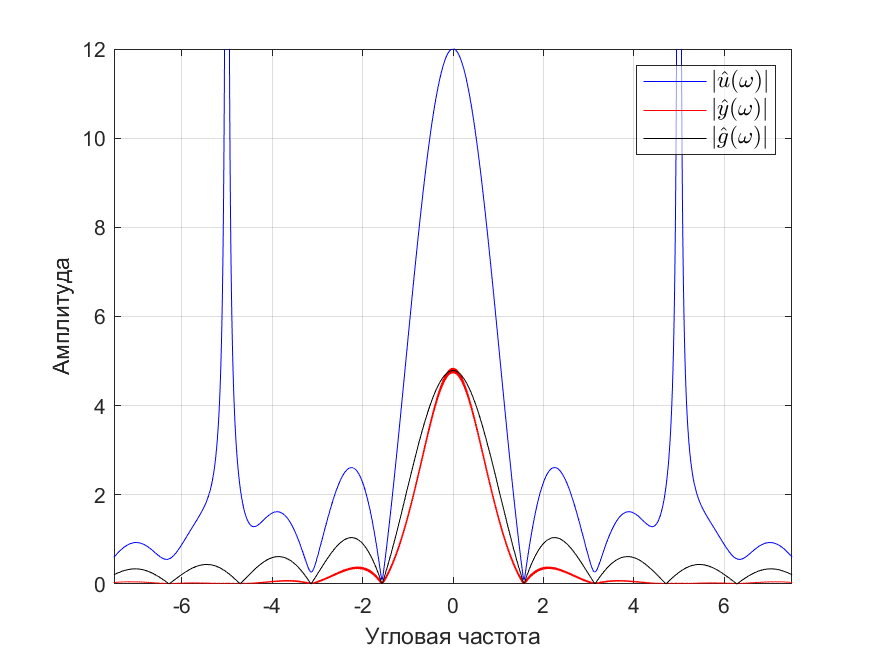 12
10
8
6
4
2
0
Амплитуда
|û(ω)|
|ŷ(ω)|
|ĝ(ω)|
-6 -4 -2 0 2 4 6
Угловая частота